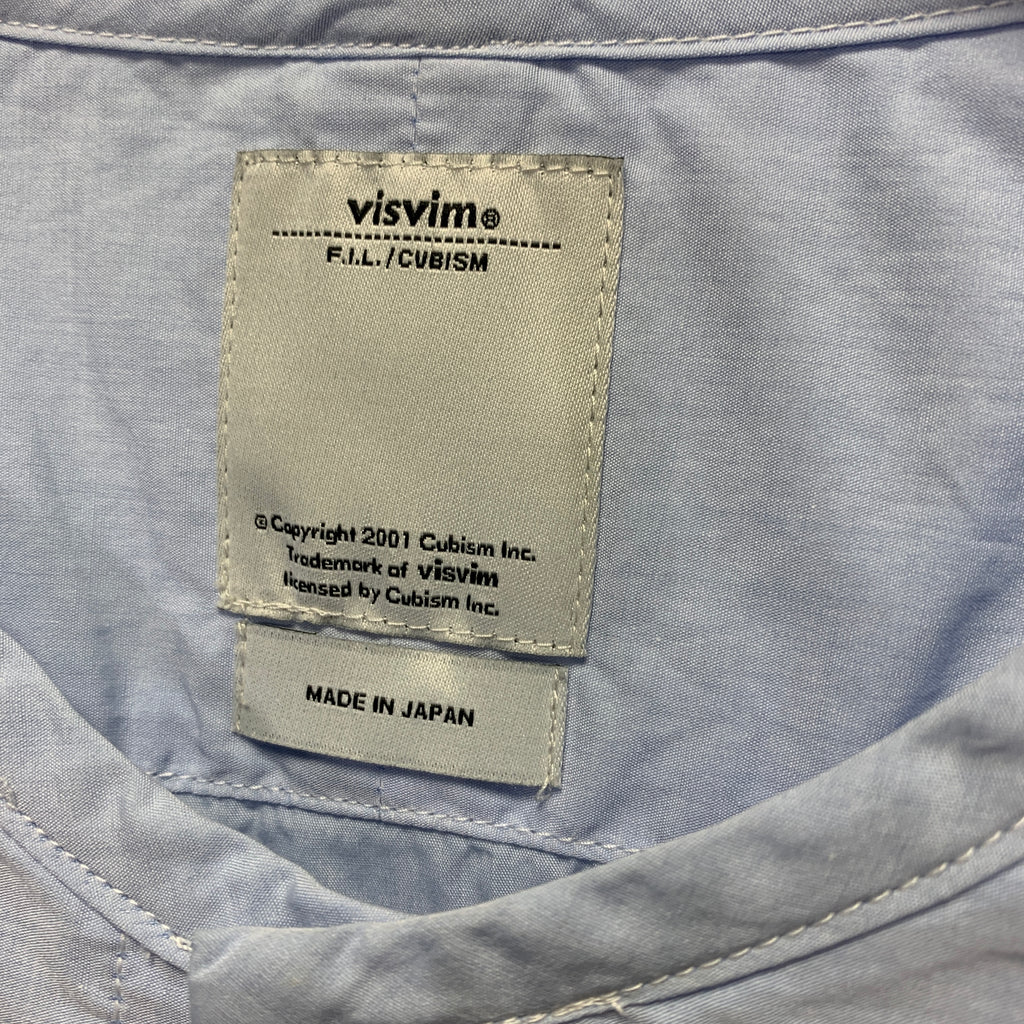 visvim®
F.I.L./CUBISM
© Copyright 2001 Cubism Inc.
Trademark of visvim
licensed by Cubism Inc.
MADE IN JAPAN